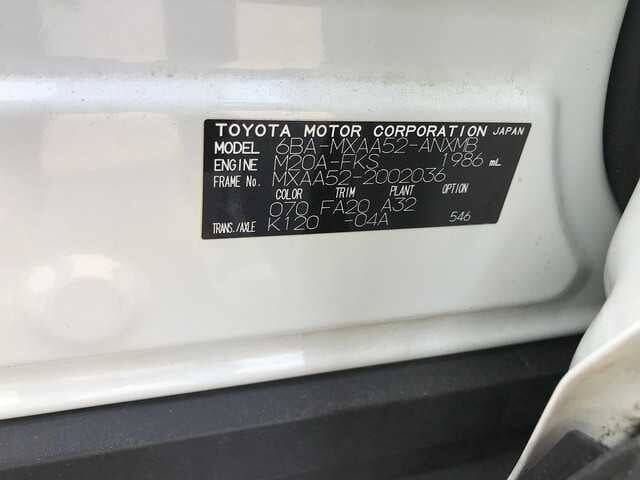 TOYOTA MOTOR CORPORATION JAPAN
MODEL 6BA-MXAA52-ANXMB
ENGINE M20A-FKS 1986 mL
FRAME No. MXAA52-2002036
COLOR TRIM PLANT OPTION
070 FA20 A32
TRANS./AXLE K120 -04A 546